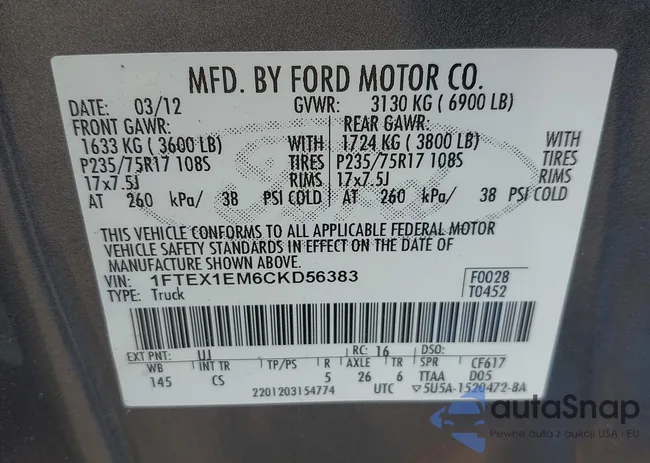 MFD. BY FORD MOTOR CO.
DATE: 03/12 GVWR: 3130 KG ( 6900 LB)
FRONT GAWR: REAR GAWR:
1633 KG ( 3600 LB) WITH 1724 KG ( 3800 LB) WITH
P235/75R17 108S TIRES P235/75R17 108S TIRES
17x7.5J RIMS 17x7.5J RIMS
AT 260 kPa/ 38 PSI COLD AT 260 kPa/ 38 PSI COLD
THIS VEHICLE CONFORMS TO ALL APPLICABLE FEDERAL MOTOR
VEHICLE SAFETY STANDARDS IN EFFECT ON THE DATE OF
MANUFACTURE SHOWN ABOVE.
VIN: 1FTEX1EM6CKD56383 F0028
TYPE: Truck T0452
EXT PNT: UJ RC: 16 DSO:
WB INT TR TP/PS R AXLE TR SPR CF617
145 CS 5 26 6 TTAA D05
2201203154774 UTC ▽5U5A-1520472-BA
autoSnap
Pewne auto z aukcji USA - EU